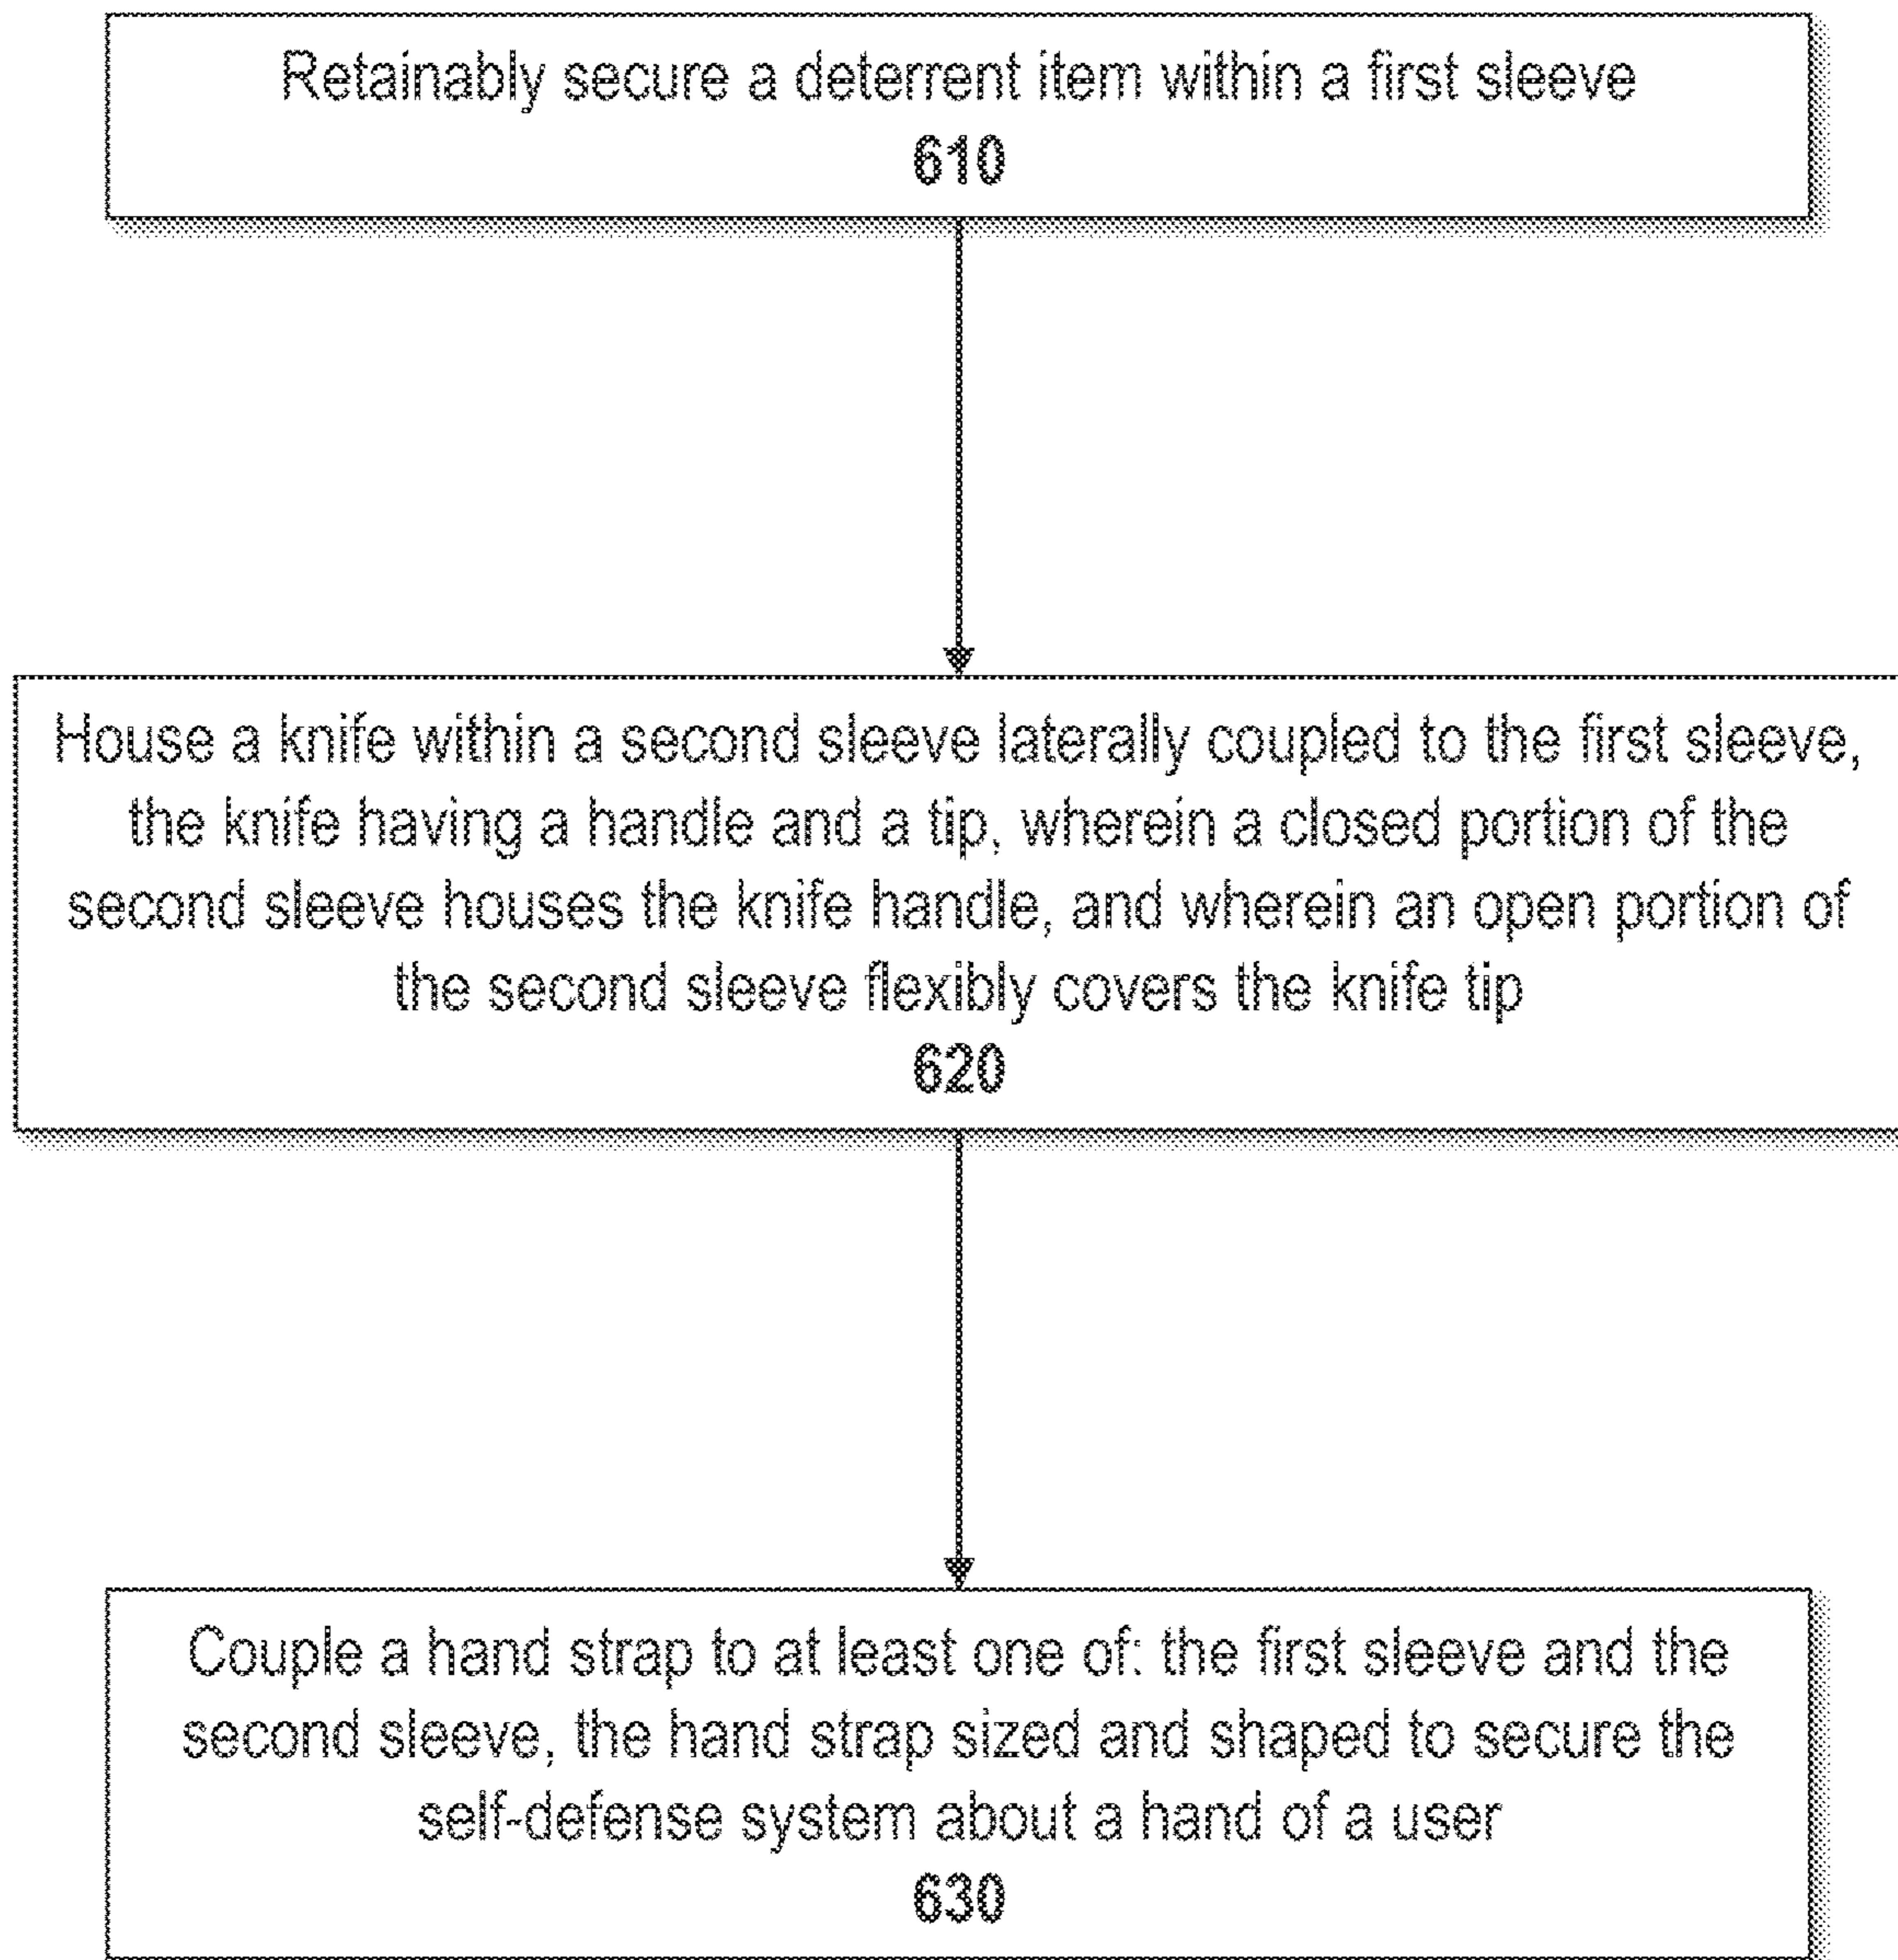 Retainably secure a deterrent item within a first sleeve
610
House a knife within a second sleeve laterally coupled to the first sleeve,
the knife having a handle and a tip, wherein a closed portion of the
second sleeve houses the knife handle, and wherein an open portion of
the second sleeve flexibly covers the knife tip
620
Couple a hand strap to at least one of: the first sleeve and the
second sleeve, the hand strap sized and shaped to secure the
self-defense system about a hand of a user
630